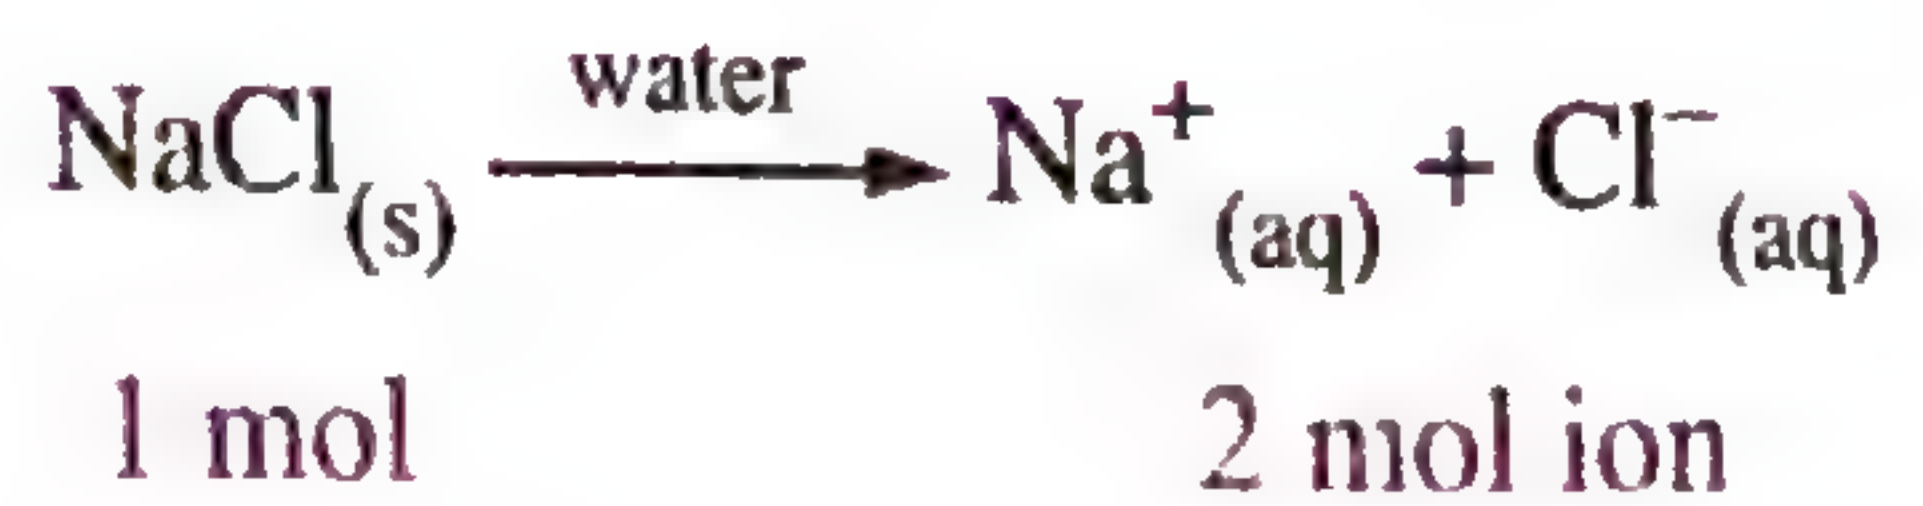 water
NaCl(s) → Na⁺(aq) + Cl⁻(aq)
1 mol 2 mol ion